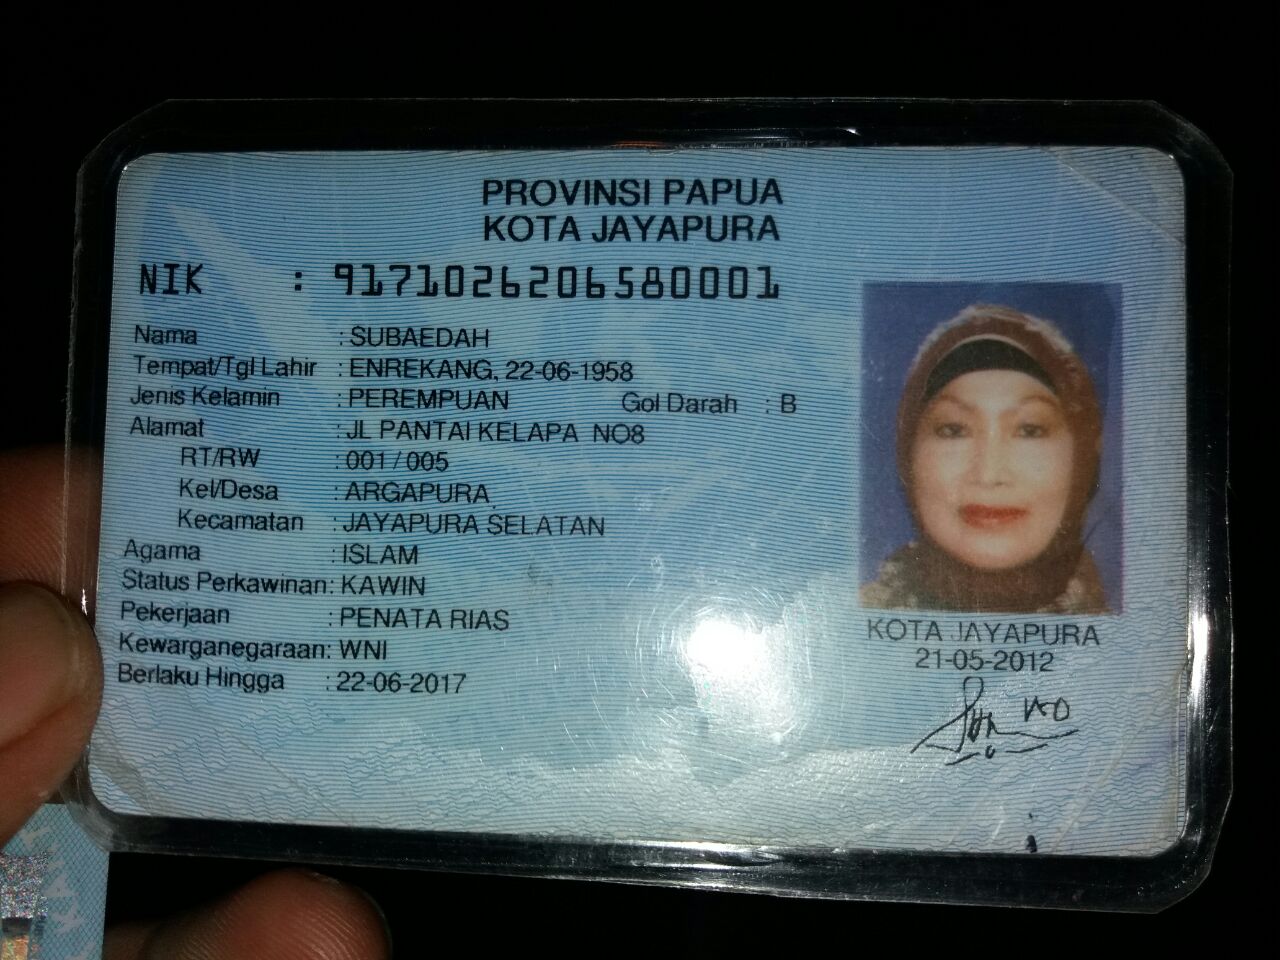 PROVINSI PAPUA
KOTA JAYAPURA
NIK : 9171026206580001
Nama : SUBAEDAH
Tempat/Tgl Lahir : ENREKANG, 22-06-1958
Jenis Kelamin : PEREMPUAN Gol Darah : B
Alamat : JL PANTAI KELAPA NO8
RT/RW : 001 / 005
Kel/Desa : ARGAPURA
Kecamatan : JAYAPURA SELATAN
Agama : ISLAM
Status Perkawinan: KAWIN
Pekerjaan : PENATA RIAS
Kewarganegaraan: WNI
Berlaku Hingga : 22-06-2017
KOTA JAYAPURA
21-05-2012